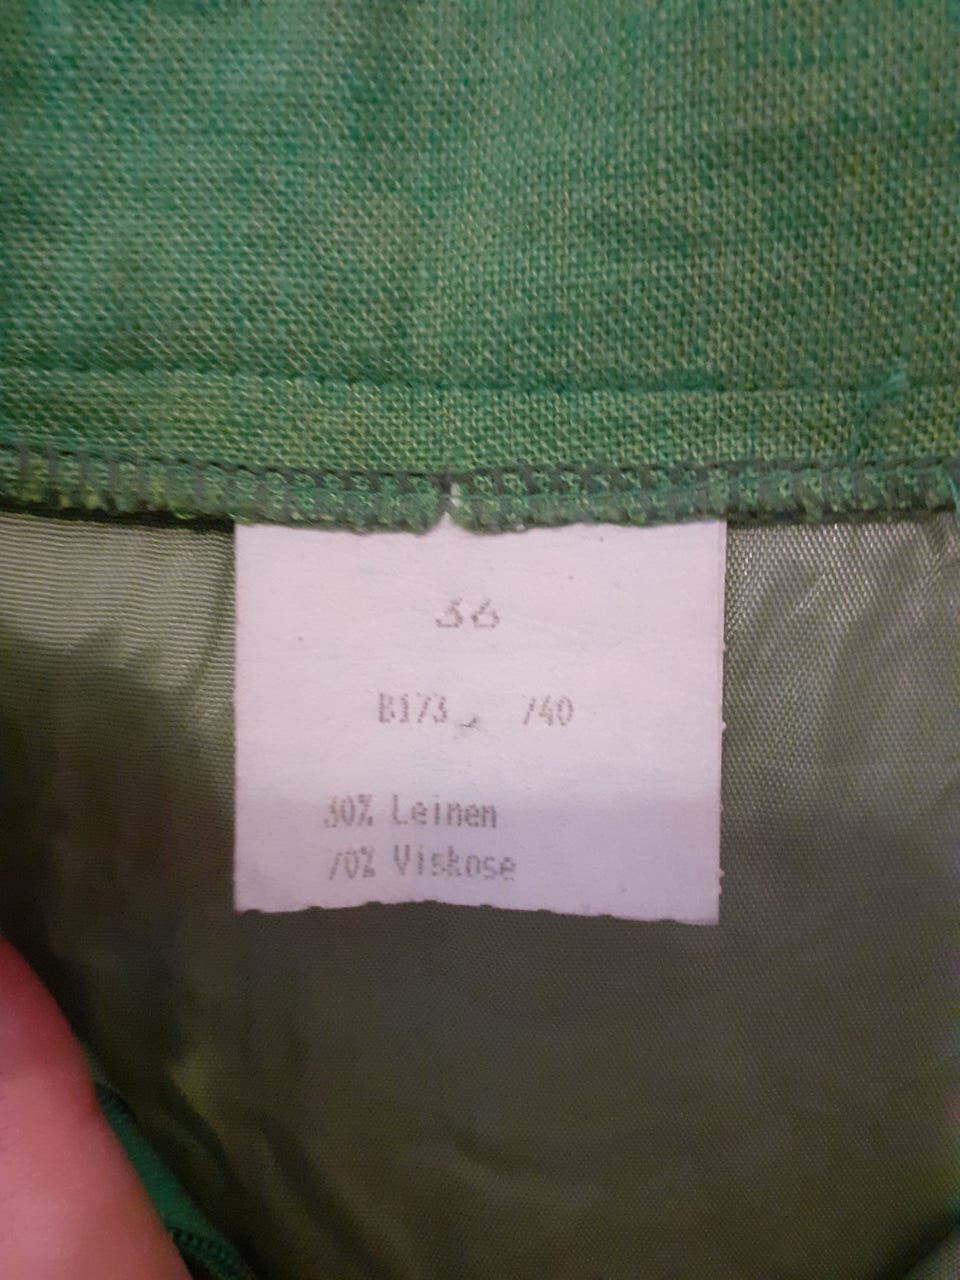 36
B173 740
30% Leinen
70% Viskose